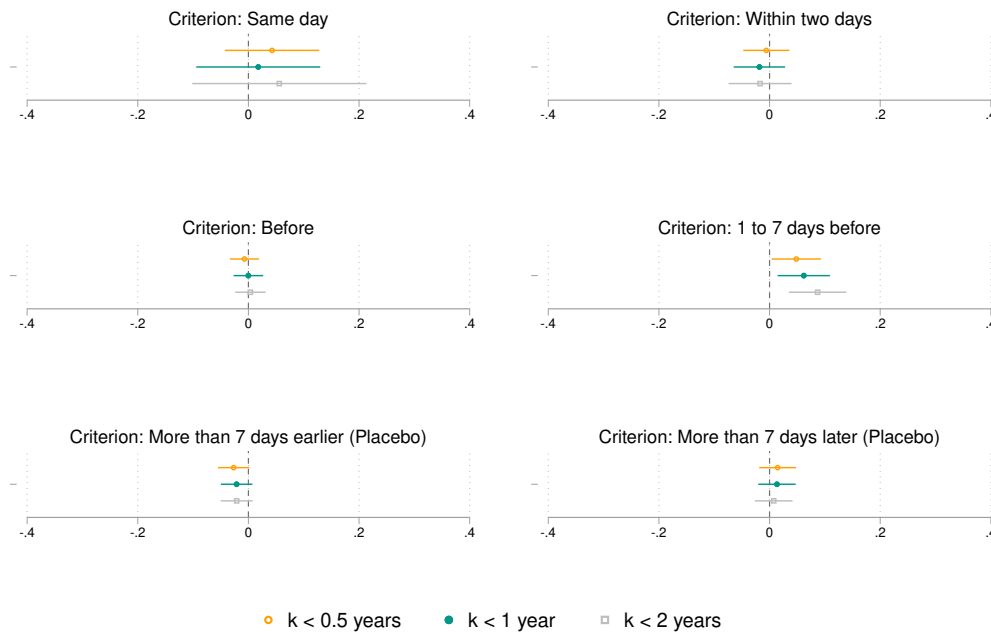 Criterion: Same day
-.4 -.2 0 .2 .4
Criterion: Within two days
-.4 -.2 0 .2 .4
Criterion: Before
-.4 -.2 0 .2 .4
Criterion: 1 to 7 days before
-.4 -.2 0 .2 .4
Criterion: More than 7 days earlier (Placebo)
-.4 -.2 0 .2 .4
Criterion: More than 7 days later (Placebo)
-.4 -.2 0 .2 .4
k < 0.5 years k < 1 year k < 2 years